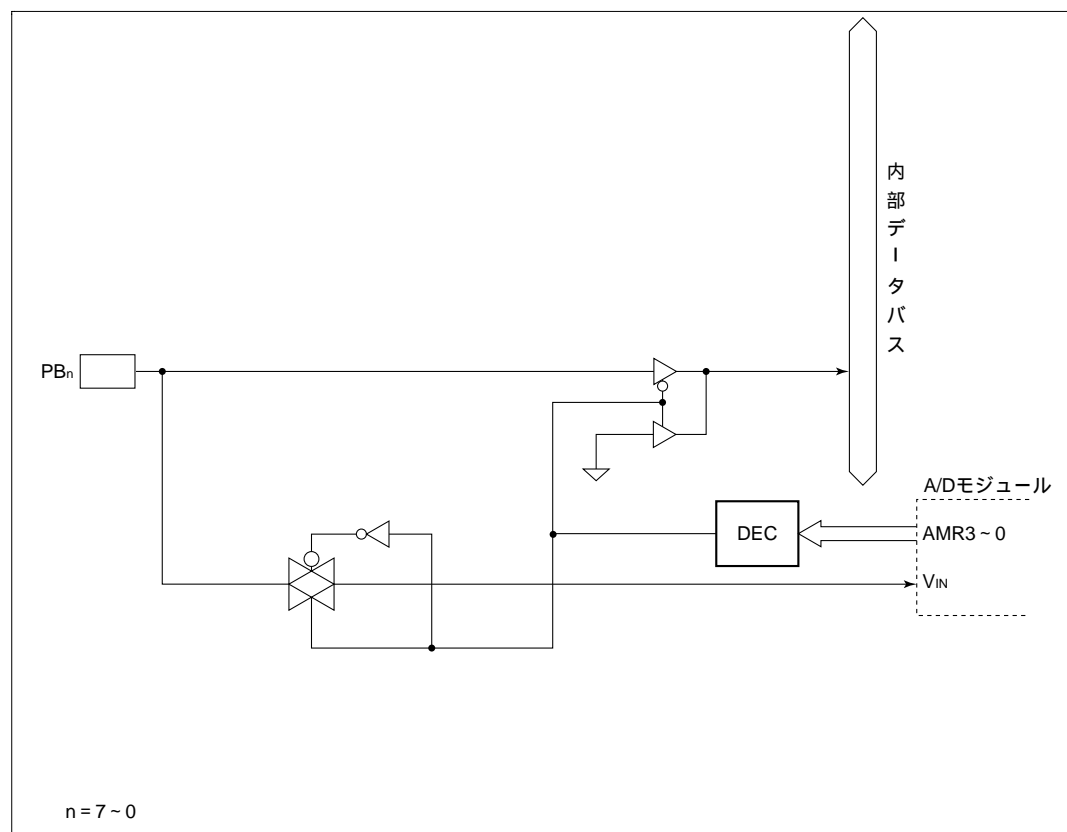 内部データバス
PBn
A/Dモジュール
DEC
AMR3 ~ 0
VIN
n = 7 ~ 0